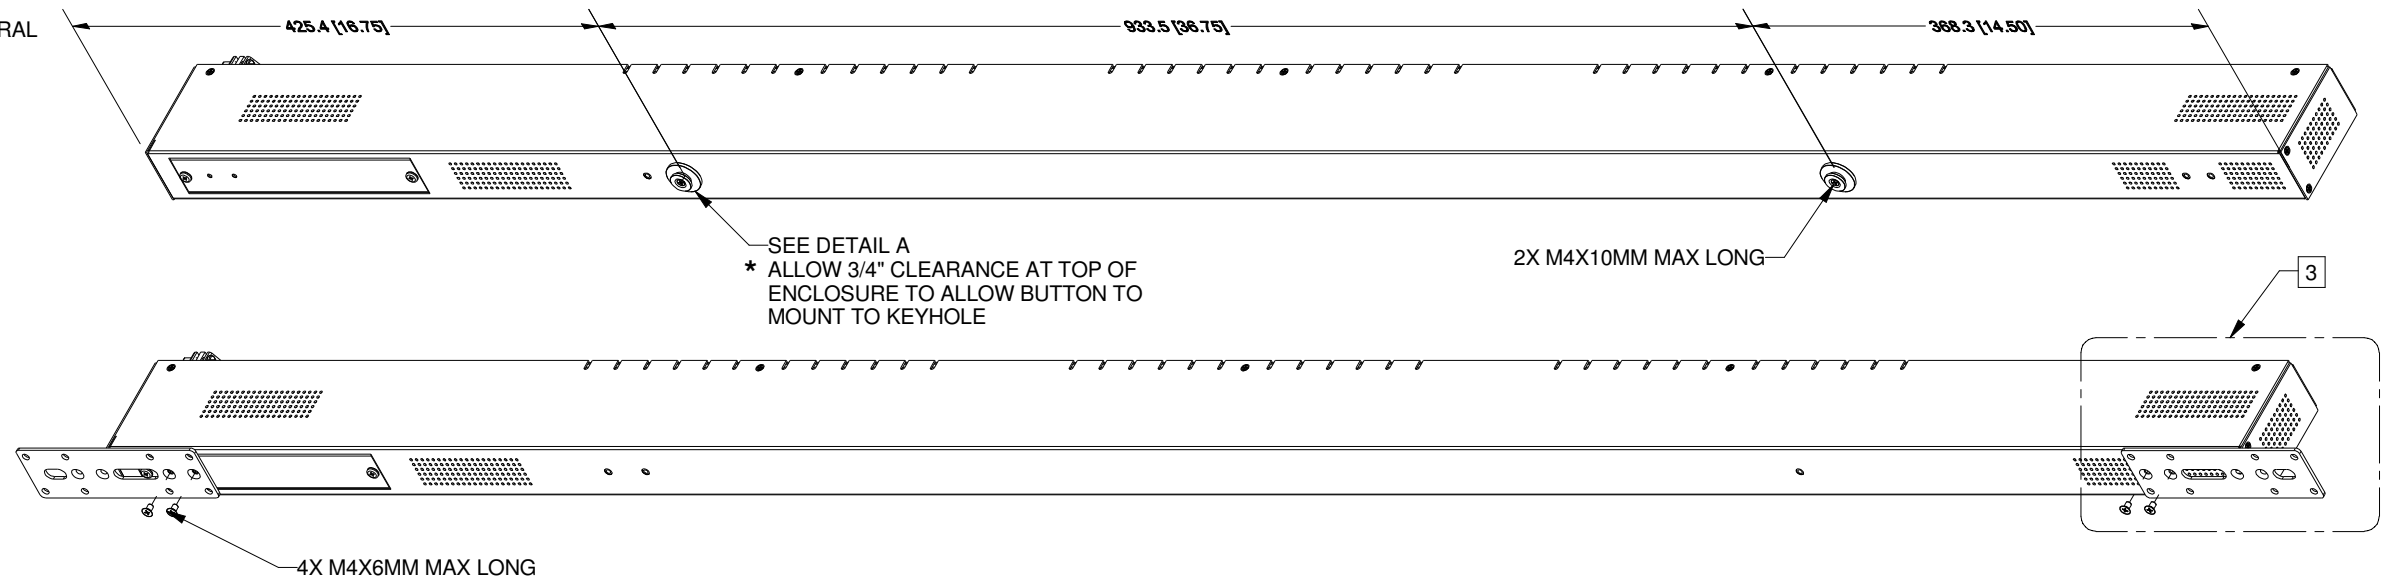 RAL
425.4 [16.75]
933.5 [36.75]
368.3 [14.50]
SEE DETAIL A
* ALLOW 3/4" CLEARANCE AT TOP OF
ENCLOSURE TO ALLOW BUTTON TO
MOUNT TO KEYHOLE
2X M4X10MM MAX LONG
3
4X M4X6MM MAX LONG